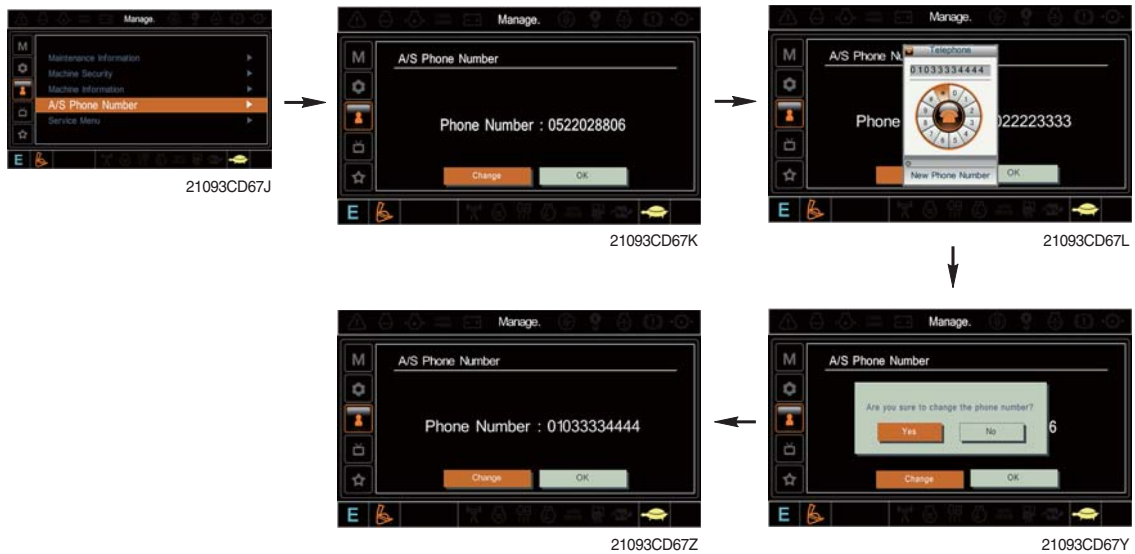 Manage.
M
Maintenance Information
Machine Security
Machine Information
A/S Phone Number
Service Menu
E
21093CD67J
Manage.
M
A/S Phone Number
Phone Number : 0522028806
Change
OK
E
21093CD67K
Manage.
M
A/S Phone Nu
Telephone
01033334444
Phone
022223333
New Phone Number
OK
E
21093CD67L
Manage.
M
A/S Phone Number
Phone Number : 01033334444
Change
OK
E
21093CD67Z
Manage.
M
A/S Phone Number
Are you sure to change the phone number?
Yes
No
6
Change
OK
E
21093CD67Y